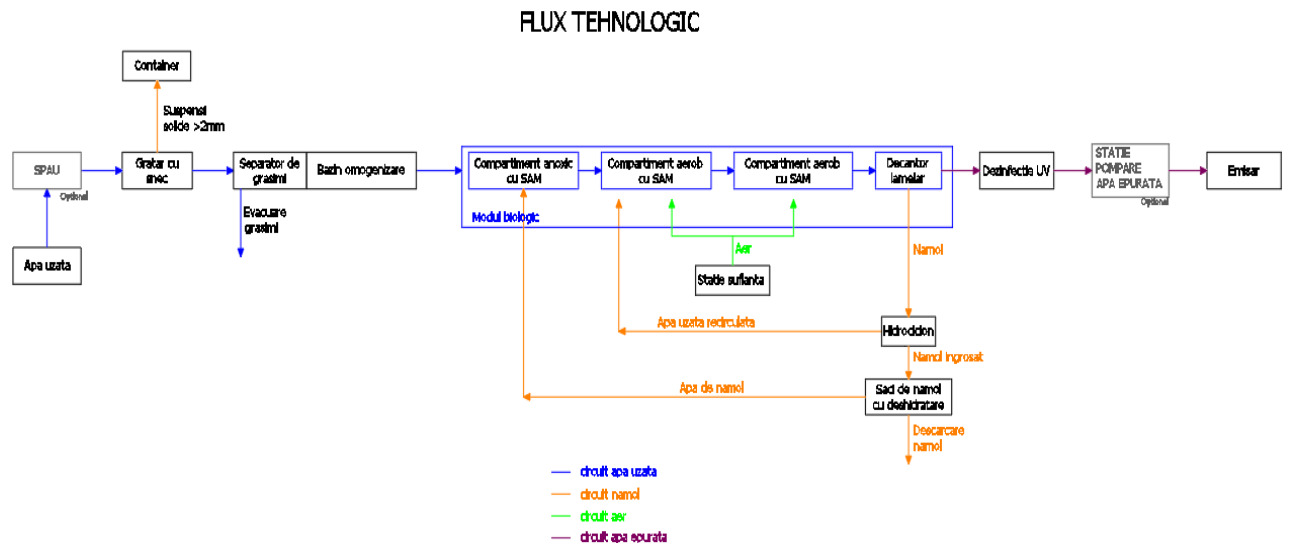 FLUX TEHNOLOGIC
Container
Suspensii
solide >2mm
SPAU
Optional
Gratar cu
snec
Separator de
grasimi
Bazin omogenizare
Compartiment anoxic
cu SAM
Compartiment aerob
cu SAM
Compartiment aerob
cu SAM
Decantor
lamelar
Dezinfectie UV
STATIE
POMPARE
APA EPURATA
Optional
Emisar
Evacuare
grasimi
Modul biologic
Apa uzata
Aer
Statie suflanta
Namol
Apa uzata recirculata
Hidrociclon
Namol ingrosat
Apa de namol
Saci de namol
cu deshidratare
Descarcare
namol
circuit apa uzata
circuit namol
circuit aer
circuit apa epurata